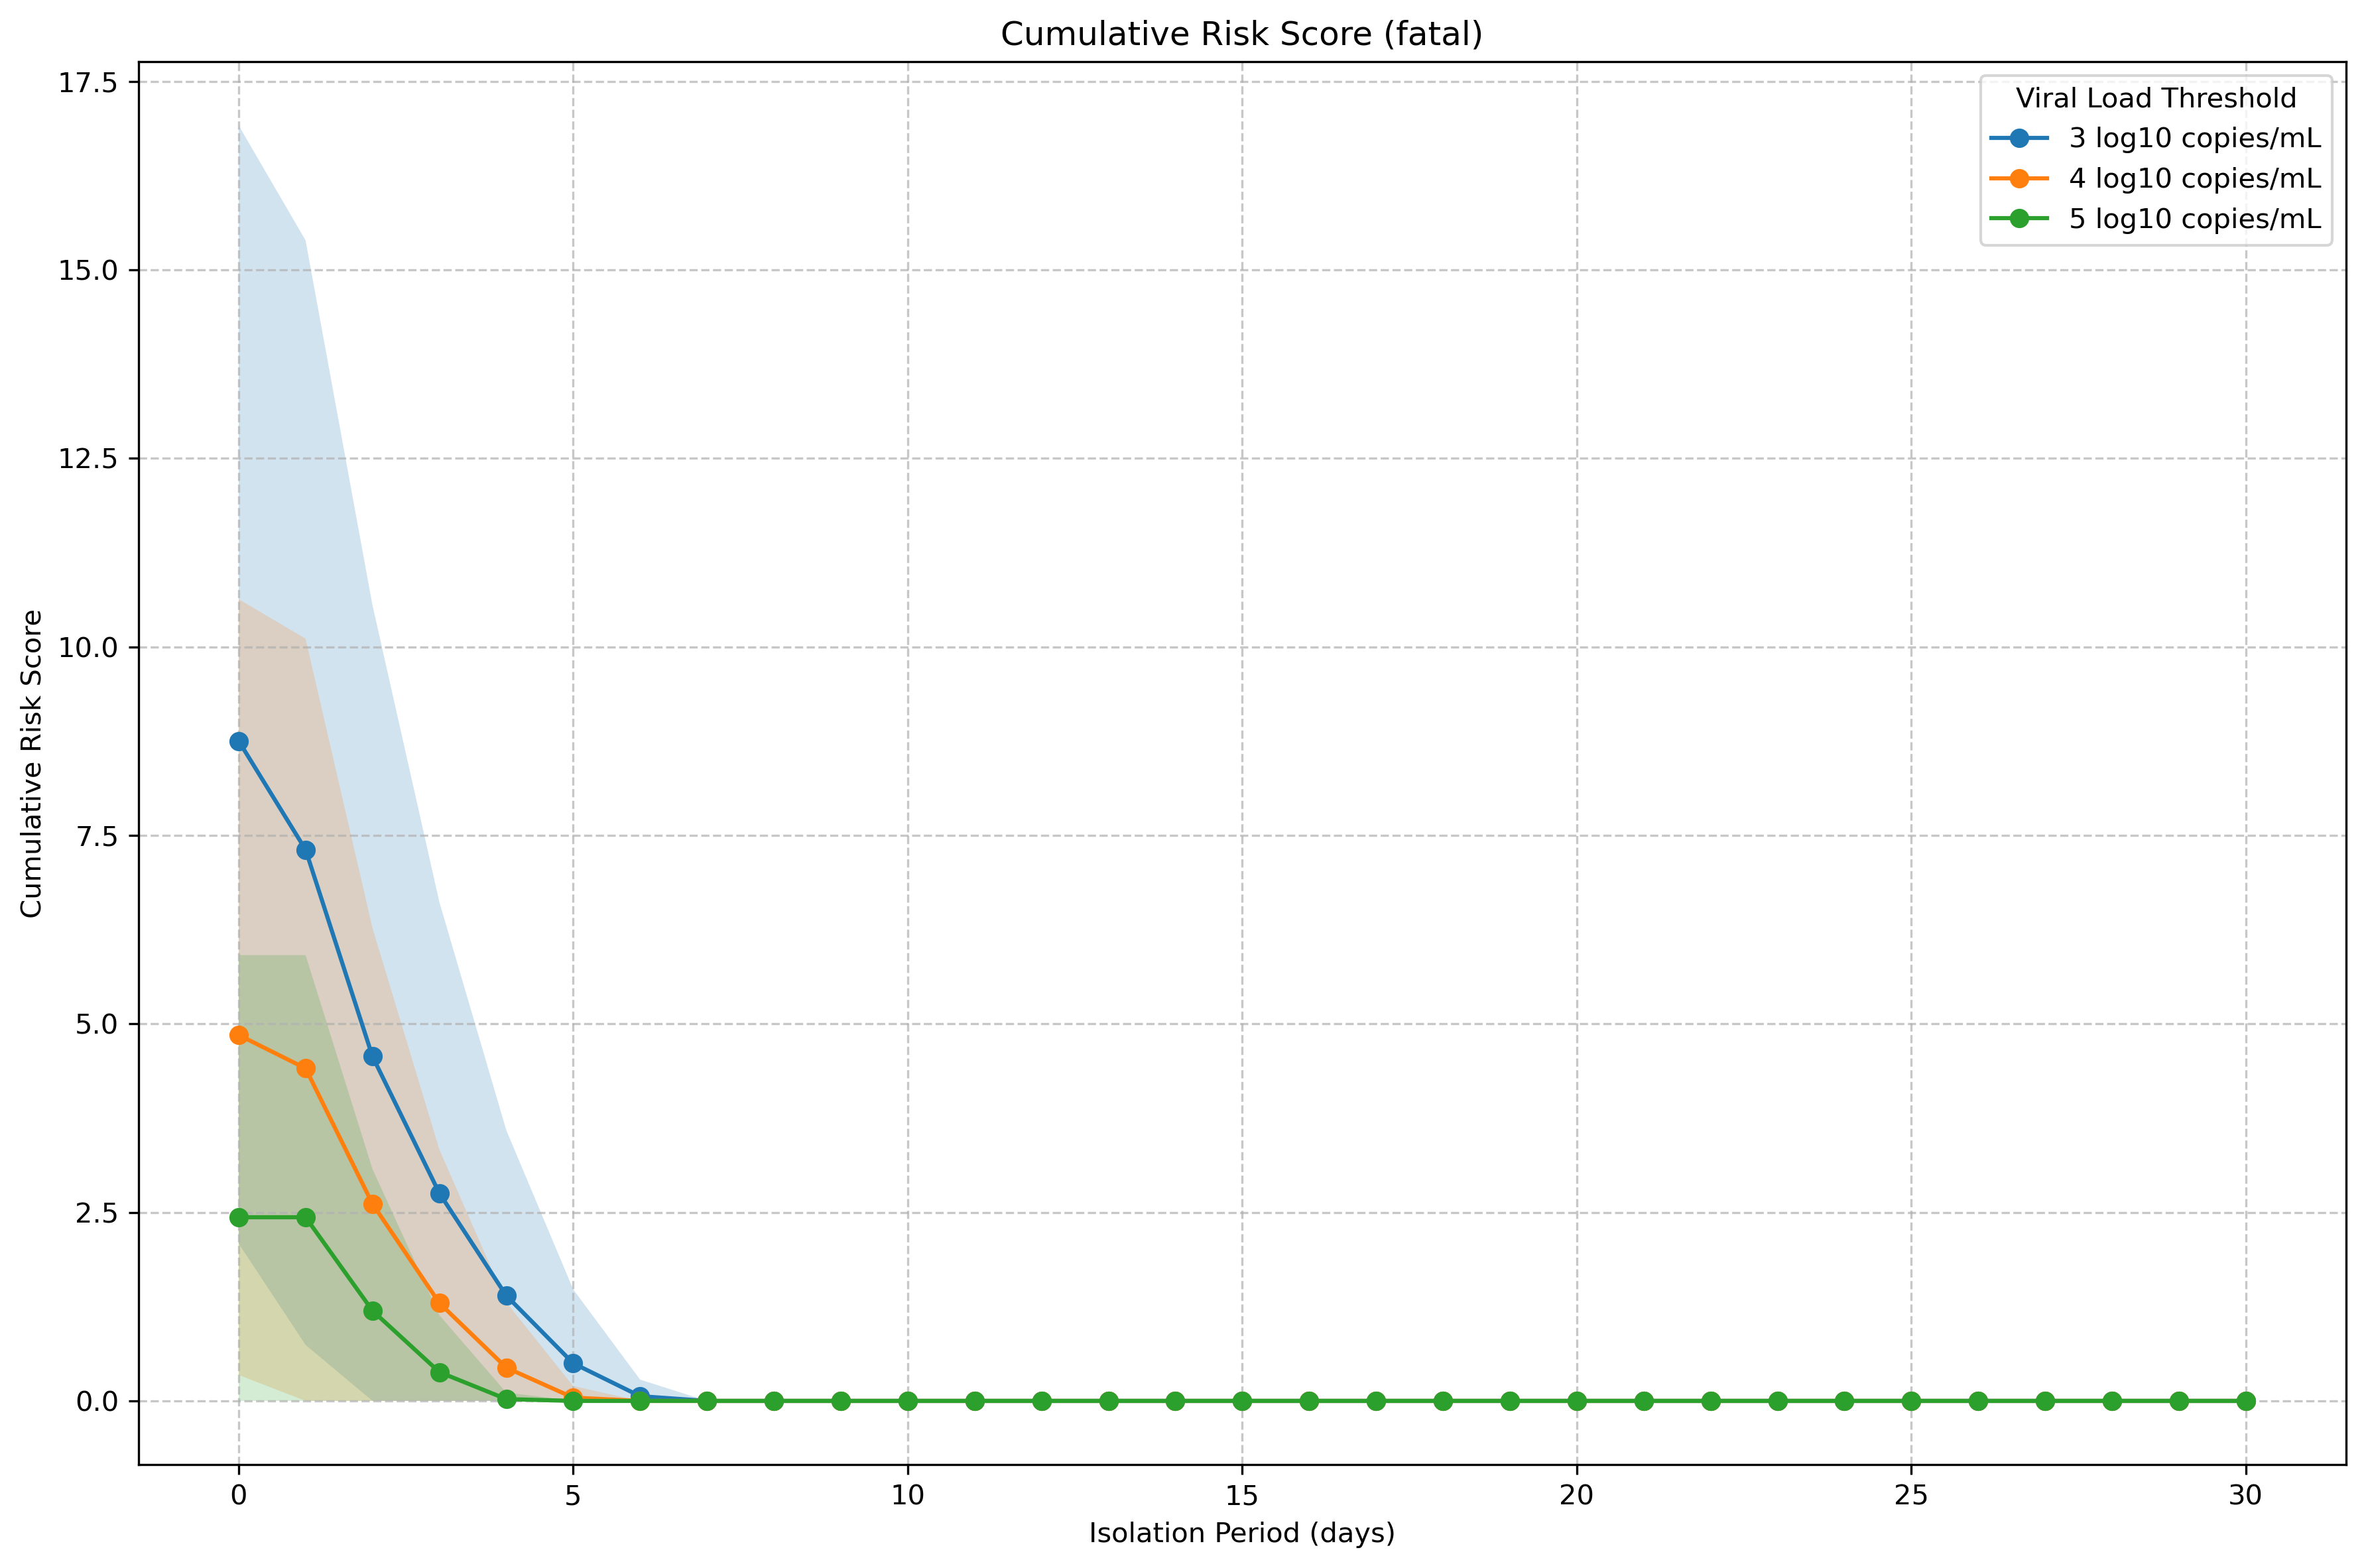 Cumulative Risk Score (fatal)
Viral Load Threshold
3 log10 copies/mL
4 log10 copies/mL
5 log10 copies/mL
Cumulative Risk Score
17.5
15.0
12.5
10.0
7.5
5.0
2.5
0.0
0 5 10 15 20 25 30
Isolation Period (days)